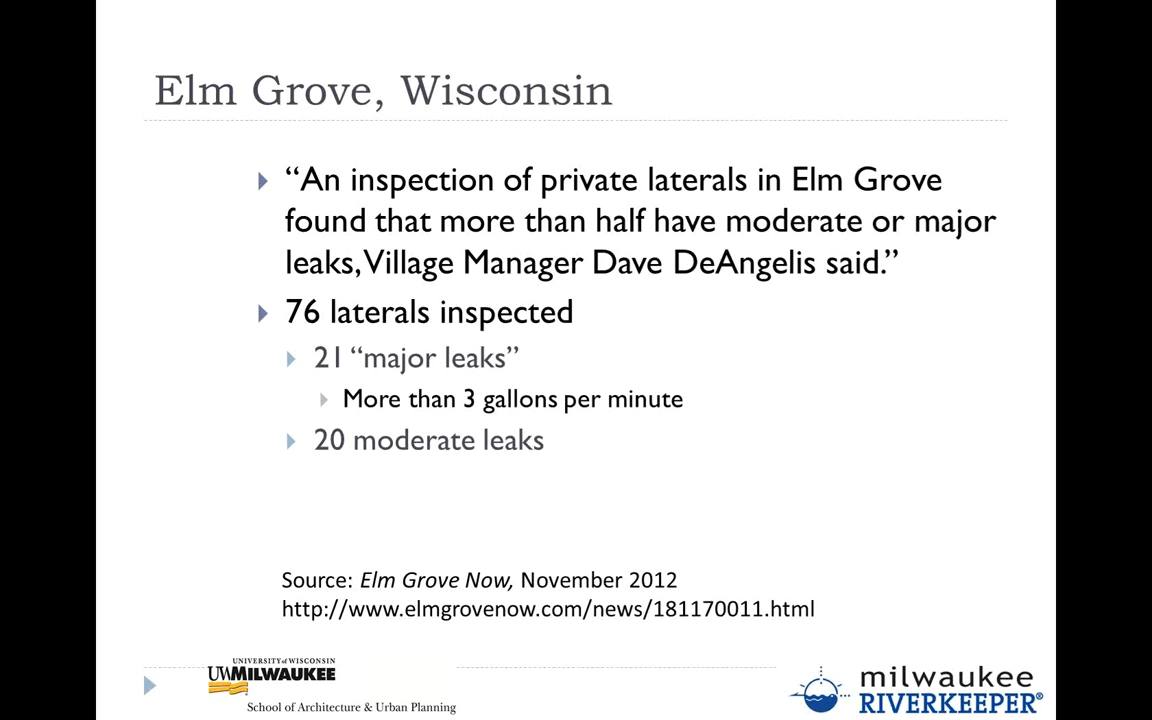 Elm Grove, Wisconsin
“An inspection of private laterals in Elm Grove
found that more than half have moderate or major
leaks, Village Manager Dave DeAngelis said.”
76 laterals inspected
21 “major leaks”
More than 3 gallons per minute
20 moderate leaks
Source: Elm Grove Now, November 2012
http://www.elmgrovenow.com/news/181170011.html
UNIVERSITY of WISCONSIN
UWMILWAUKEE
School of Architecture & Urban Planning
milwaukee
RIVERKEEPER®